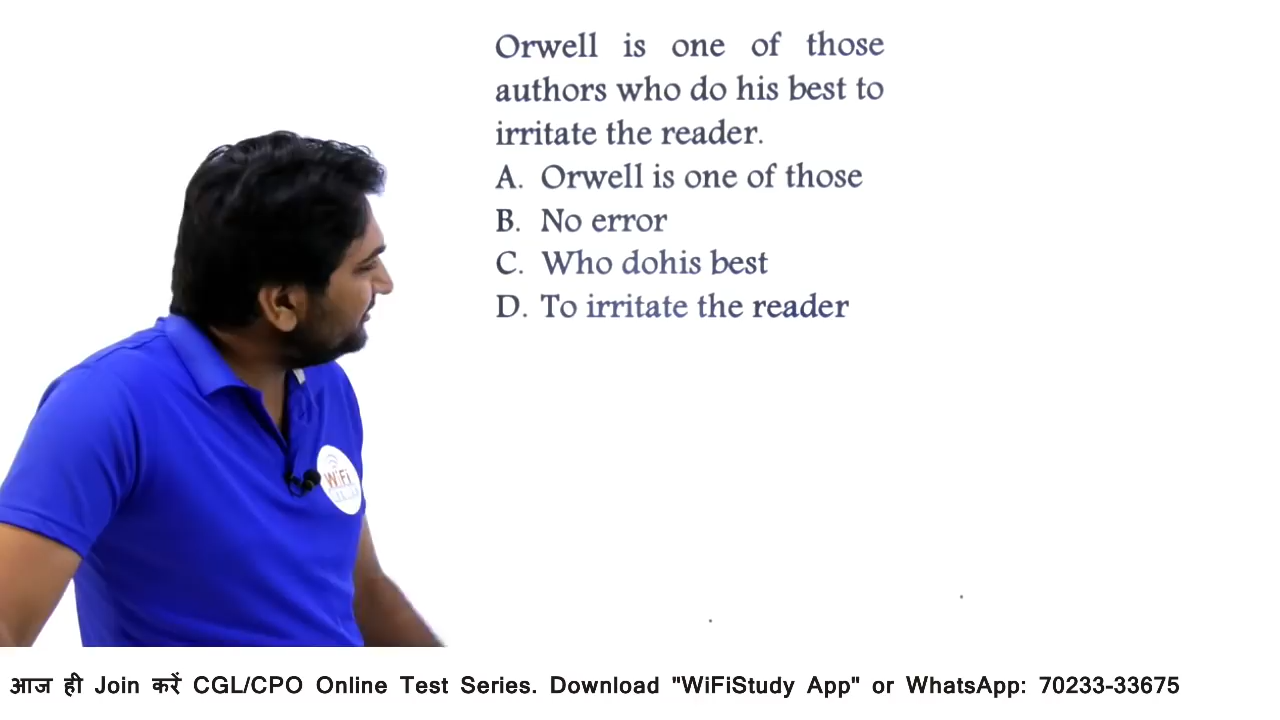 Orwell is one of those
authors who do his best to
irritate the reader.
A. Orwell is one of those
B. No error
C. Who dohis best
D. To irritate the reader
WiFi
आज ही Join करें CGL/CPO Online Test Series. Download "WiFiStudy App" or WhatsApp: 70233-33675